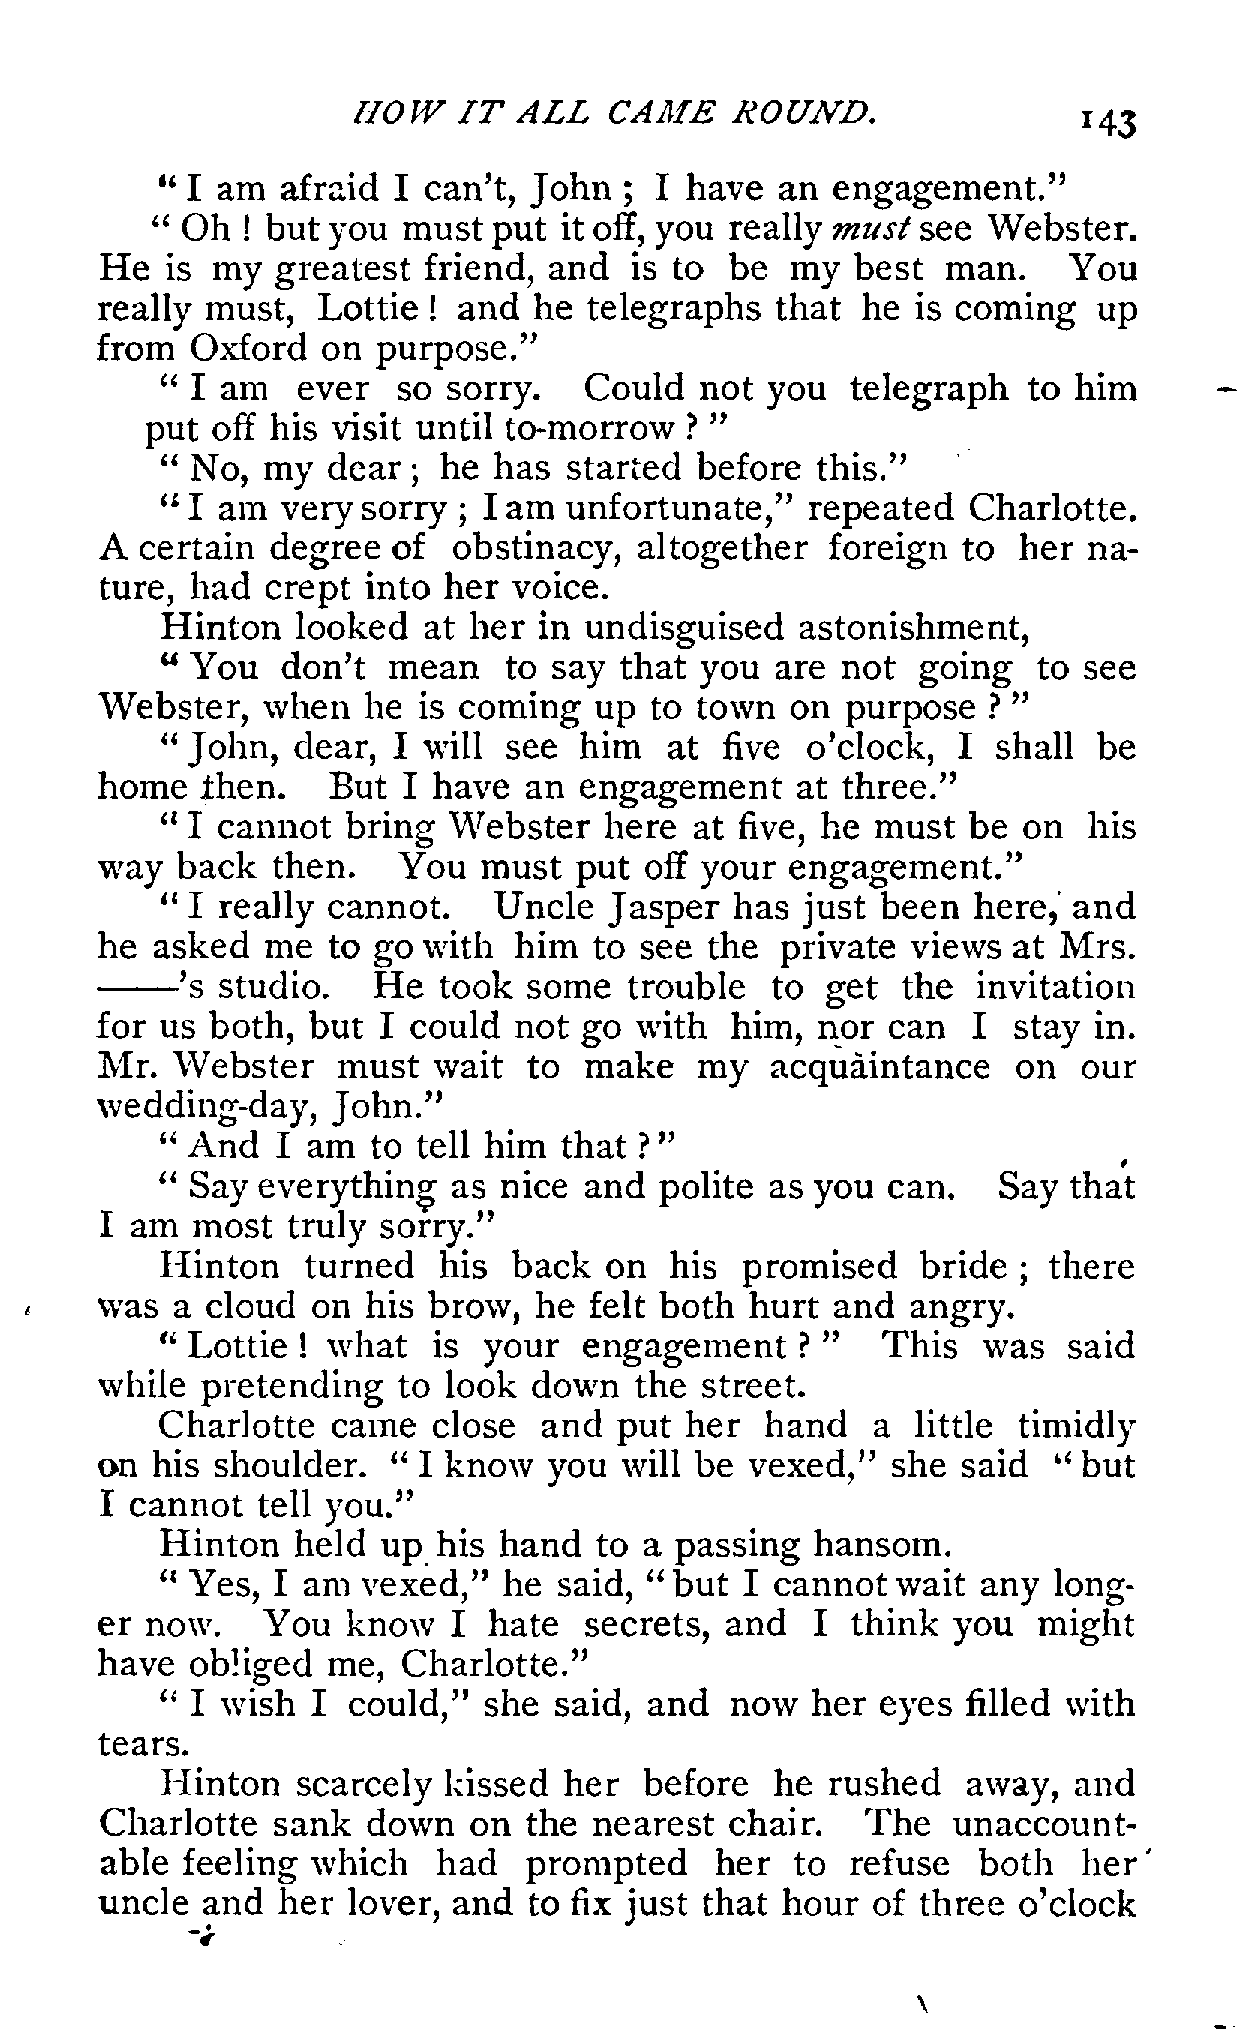 HOW IT ALL CAME ROUND. 143
" I am afraid I can't, John ; I have an engagement."
" Oh ! but you must put it off, you really must see Webster.
He is my greatest friend, and is to be my best man. You
really must, Lottie ! and he telegraphs that he is coming up
from Oxford on purpose."
" I am ever so sorry. Could not you telegraph to him
put off his visit until to-morrow ? "
" No, my dear ; he has started before this."
" I am very sorry ; I am unfortunate," repeated Charlotte.
A certain degree of obstinacy, altogether foreign to her na-
ture, had crept into her voice.
Hinton looked at her in undisguised astonishment,
" You don't mean to say that you are not going to see
Webster, when he is coming up to town on purpose ? "
" John, dear, I will see him at five o'clock, I shall be
home then. But I have an engagement at three."
" I cannot bring Webster here at five, he must be on his
way back then. You must put off your engagement."
" I really cannot. Uncle Jasper has just been here, and
he asked me to go with him to see the private views at Mrs.
——'s studio. He took some trouble to get the invitation
for us both, but I could not go with him, nor can I stay in.
Mr. Webster must wait to make my acquaintance on our
wedding-day, John."
" And I am to tell him that ? "
" Say everything as nice and polite as you can. Say that
I am most truly sorry."
Hinton turned his back on his promised bride ; there
was a cloud on his brow, he felt both hurt and angry.
" Lottie ! what is your engagement ? " This was said
while pretending to look down the street.
Charlotte came close and put her hand a little timidly
on his shoulder. " I know you will be vexed," she said " but
I cannot tell you."
Hinton held up his hand to a passing hansom.
" Yes, I am vexed," he said, " but I cannot wait any long-
er now. You know I hate secrets, and I think you might
have obliged me, Charlotte."
" I wish I could," she said, and now her eyes filled with
tears.
Hinton scarcely kissed her before he rushed away, and
Charlotte sank down on the nearest chair. The unaccount-
able feeling which had prompted her to refuse both her
uncle and her lover, and to fix just that hour of three o'clock